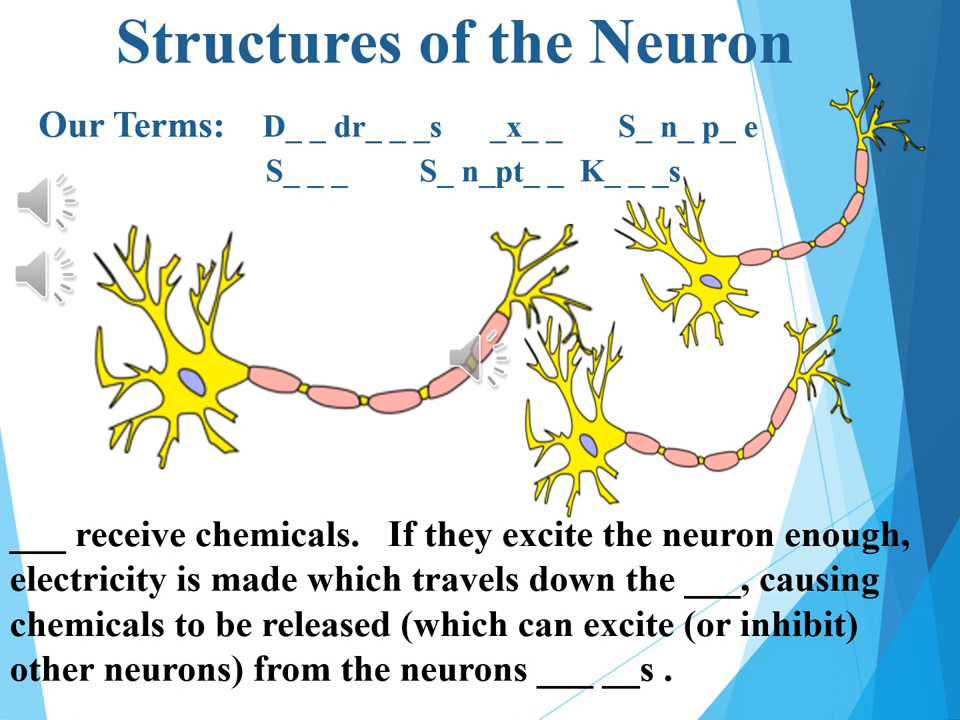 Structures of the Neuron
Our Terms: D_ _ dr_ _ _s _x_ _ S_ n_ p_ e
S_ _ _ S_ n_pt_ _ K_ _ _s
___ receive chemicals. If they excite the neuron enough,
electricity is made which travels down the ___, causing
chemicals to be released (which can excite (or inhibit)
other neurons) from the neurons ___ __s .